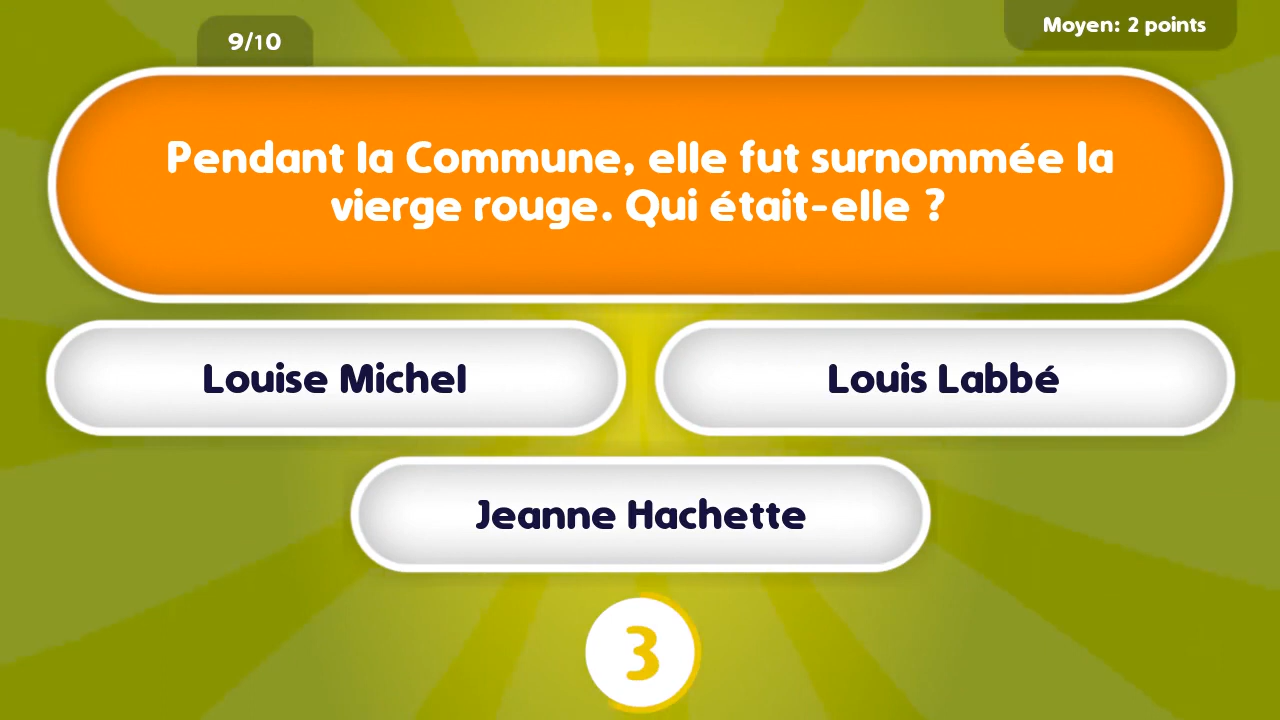 9/10
Moyen: 2 points
Pendant la Commune, elle fut surnommée la
vierge rouge. Qui était-elle ?
Louise Michel
Louis Labbé
Jeanne Hachette
3